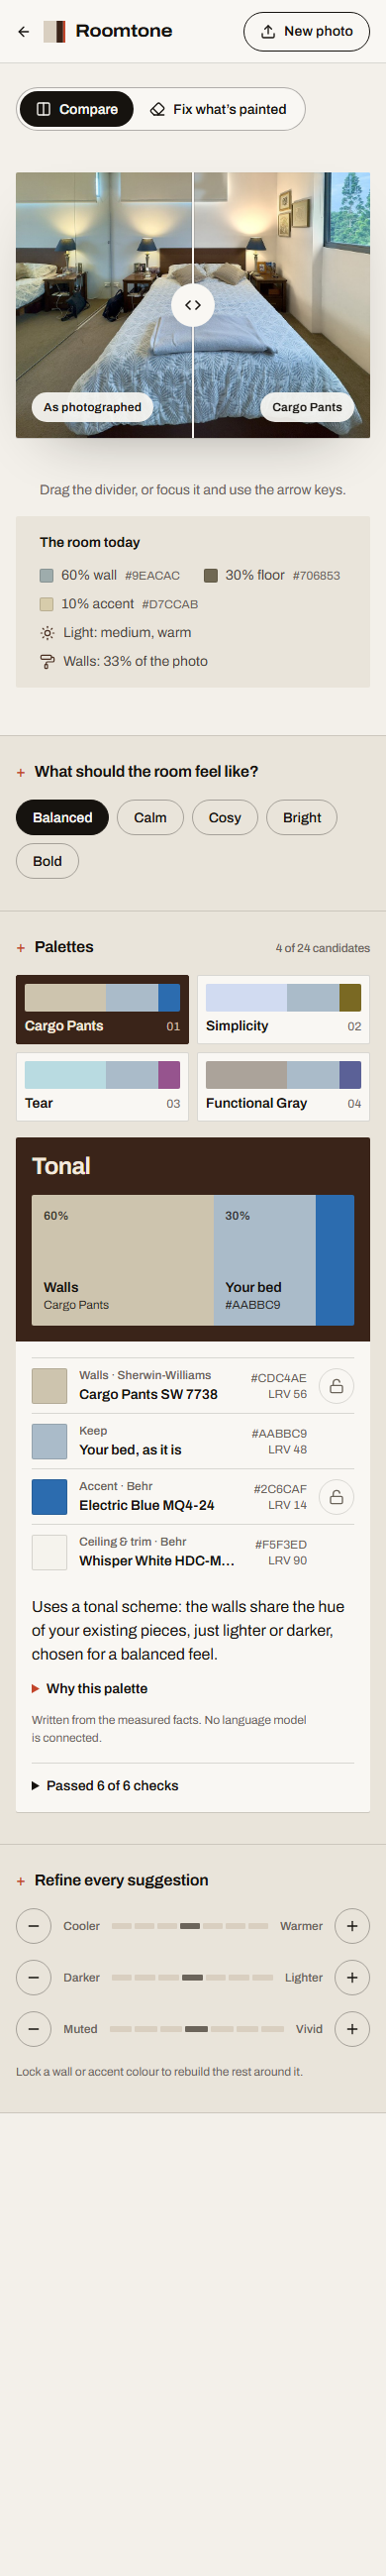 Roomtone
New photo
Compare
Fix what's painted
As photographed
Cargo Pants
Drag the divider, or focus it and use the arrow keys.
The room today
60% wall #9EACAC
30% floor #706853
10% accent #D7CCAB
Light: medium, warm
Walls: 33% of the photo
+ What should the room feel like?
Balanced
Calm
Cosy
Bright
Bold
+ Palettes
4 of 24 candidates
Cargo Pants 01
Simplicity 02
Tear 03
Functional Gray 04
Tonal
60%
30%
Walls
Cargo Pants
Your bed
#AABBC9
Walls · Sherwin-Williams
Cargo Pants SW 7738
#CDC4AE
LRV 56
Keep
Your bed, as it is
#AABBC9
LRV 48
Accent · Behr
Electric Blue MQ4-24
#2C6CAF
LRV 14
Ceiling & trim · Behr
Whisper White HDC-M...
#F5F3ED
LRV 90
Uses a tonal scheme: the walls share the hue
of your existing pieces, just lighter or darker,
chosen for a balanced feel.
Why this palette
Written from the measured facts. No language model
is connected.
Passed 6 of 6 checks
+ Refine every suggestion
Cooler
Warmer
Darker
Lighter
Muted
Vivid
Lock a wall or accent colour to rebuild the rest around it.